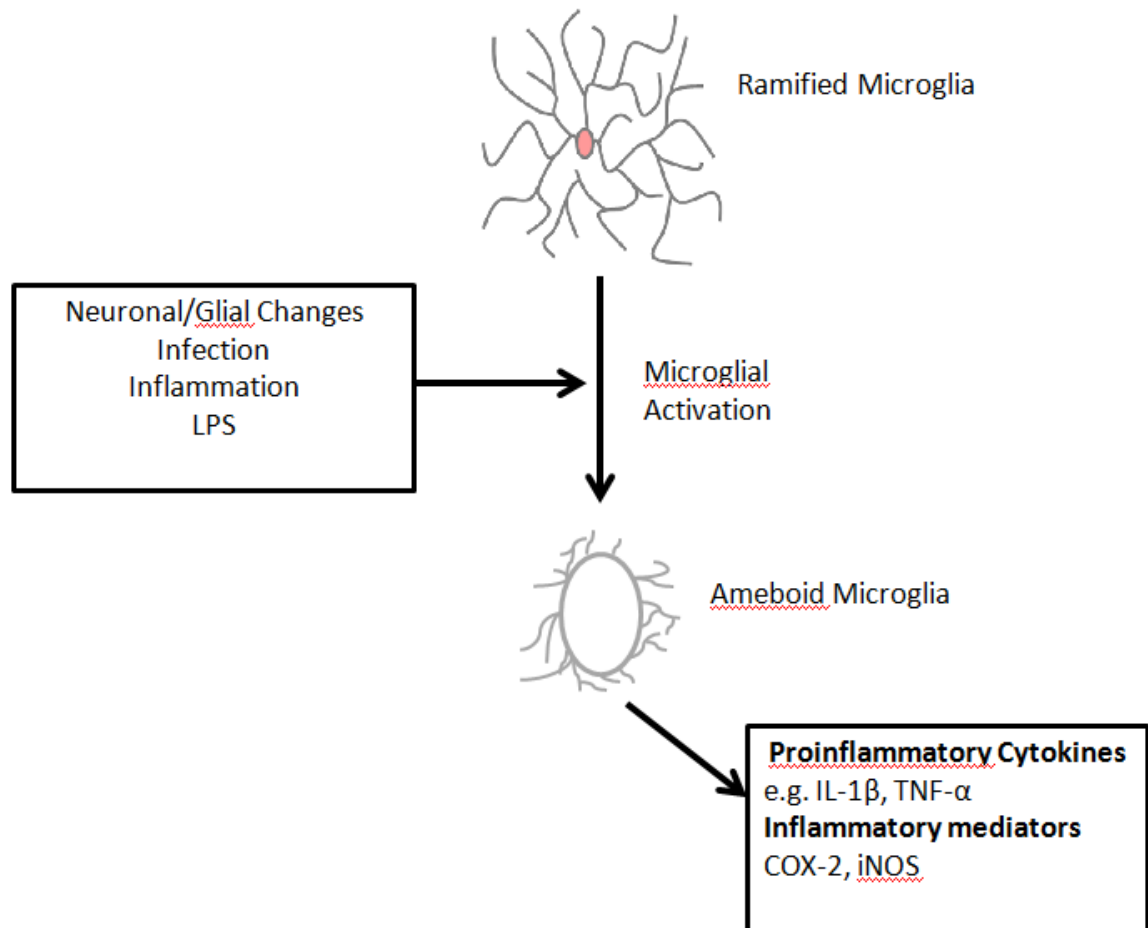 Ramified Microglia
Neuronal/Glial Changes
Infection
Inflammation
LPS
Microglial
Activation
Ameboid Microglia
Proinflammatory Cytokines
e.g. IL-1β, TNF-α
Inflammatory mediators
COX-2, iNOS